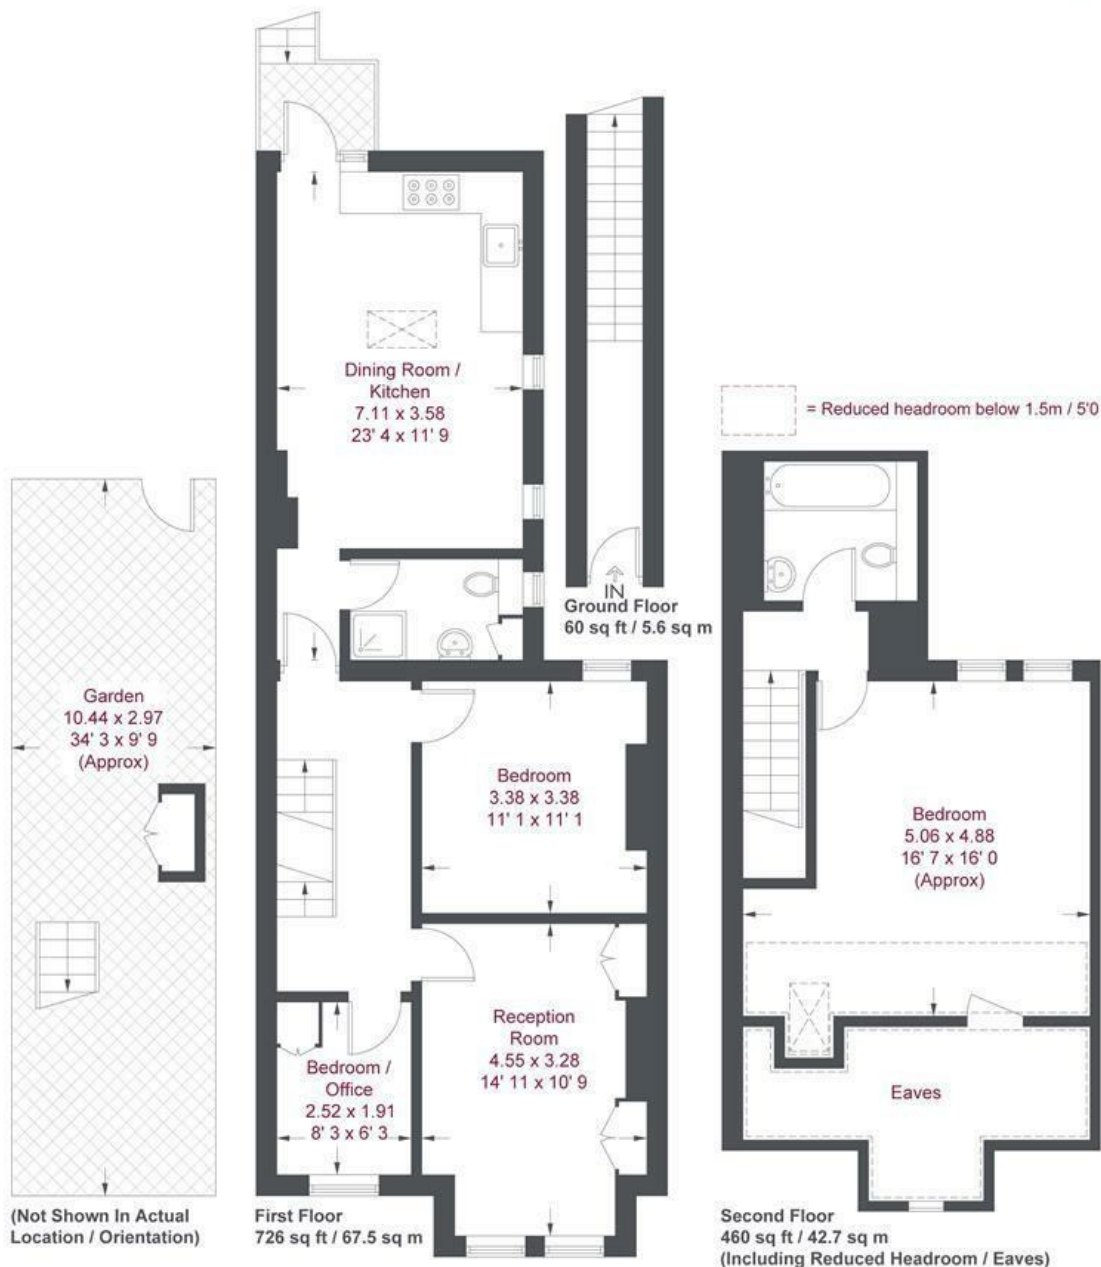 Dining Room /
Kitchen
7.11 x 3.58
23' 4 x 11' 9
= Reduced headroom below 1.5m / 5'0
IN
Ground Floor
60 sq ft / 5.6 sq m
Garden
10.44 x 2.97
34' 3 x 9' 9
(Approx)
Bedroom
3.38 x 3.38
11' 1 x 11' 1
Bedroom
5.06 x 4.88
16' 7 x 16' 0
(Approx)
Reception
Room
4.55 x 3.28
14' 11 x 10' 9
Bedroom /
Office
2.52 x 1.91
8' 3 x 6' 3
Eaves
(Not Shown In Actual
Location / Orientation)
First Floor
726 sq ft / 67.5 sq m
Second Floor
460 sq ft / 42.7 sq m
(Including Reduced Headroom / Eaves)